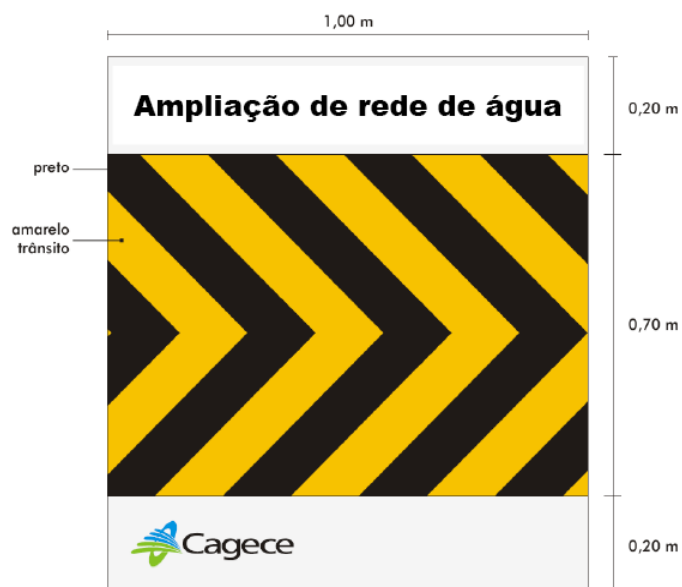 1,00 m
Ampliação de rede de água
0,20 m
preto
amarelo
trânsito
0,70 m
Cagece
0,20 m